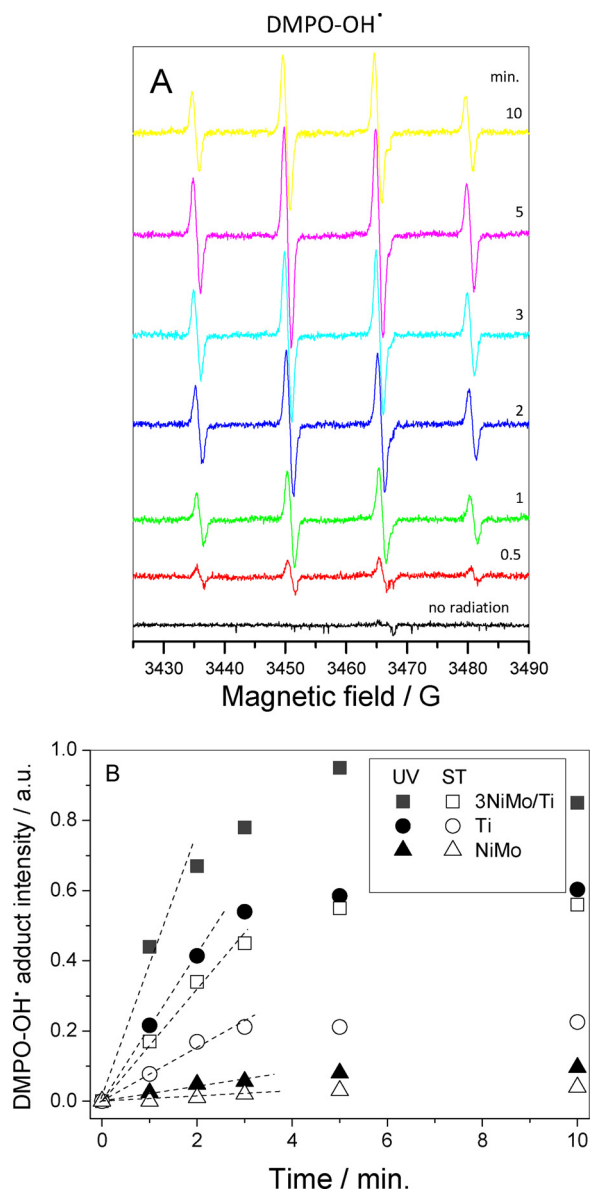 DMPO-OH•
A
min.
10
5
3
2
1
0.5
no radiation
3430 3440 3450 3460 3470 3480 3490
Magnetic field / G
B
UV ST
3NiMo/Ti
Ti
NiMo
1.0
0.8
0.6
0.4
0.2
0.0
DMPO-OH• adduct intensity / a.u.
0 2 4 6 8 10
Time / min.